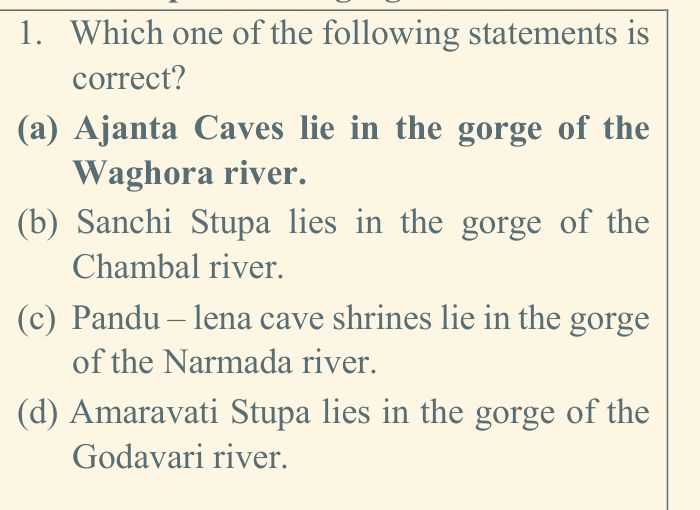 1. Which one of the following statements is
correct?
(a) Ajanta Caves lie in the gorge of the
Waghora river.
(b) Sanchi Stupa lies in the gorge of the
Chambal river.
(c) Pandu – lena cave shrines lie in the gorge
of the Narmada river.
(d) Amaravati Stupa lies in the gorge of the
Godavari river.